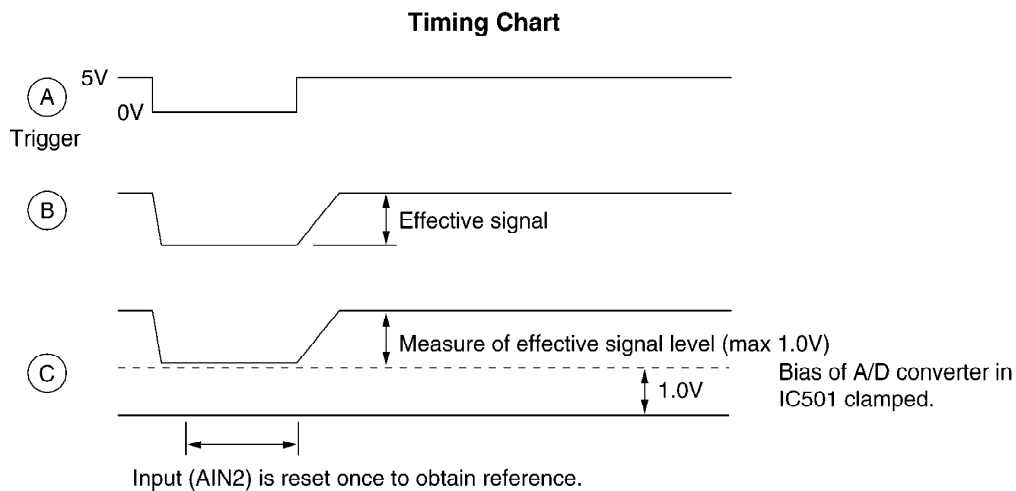 Timing Chart
5V
A
0V
Trigger
B
Effective signal
Measure of effective signal level (max 1.0V)
C
1.0V
Bias of A/D converter in
IC501 clamped.
Input (AIN2) is reset once to obtain reference.